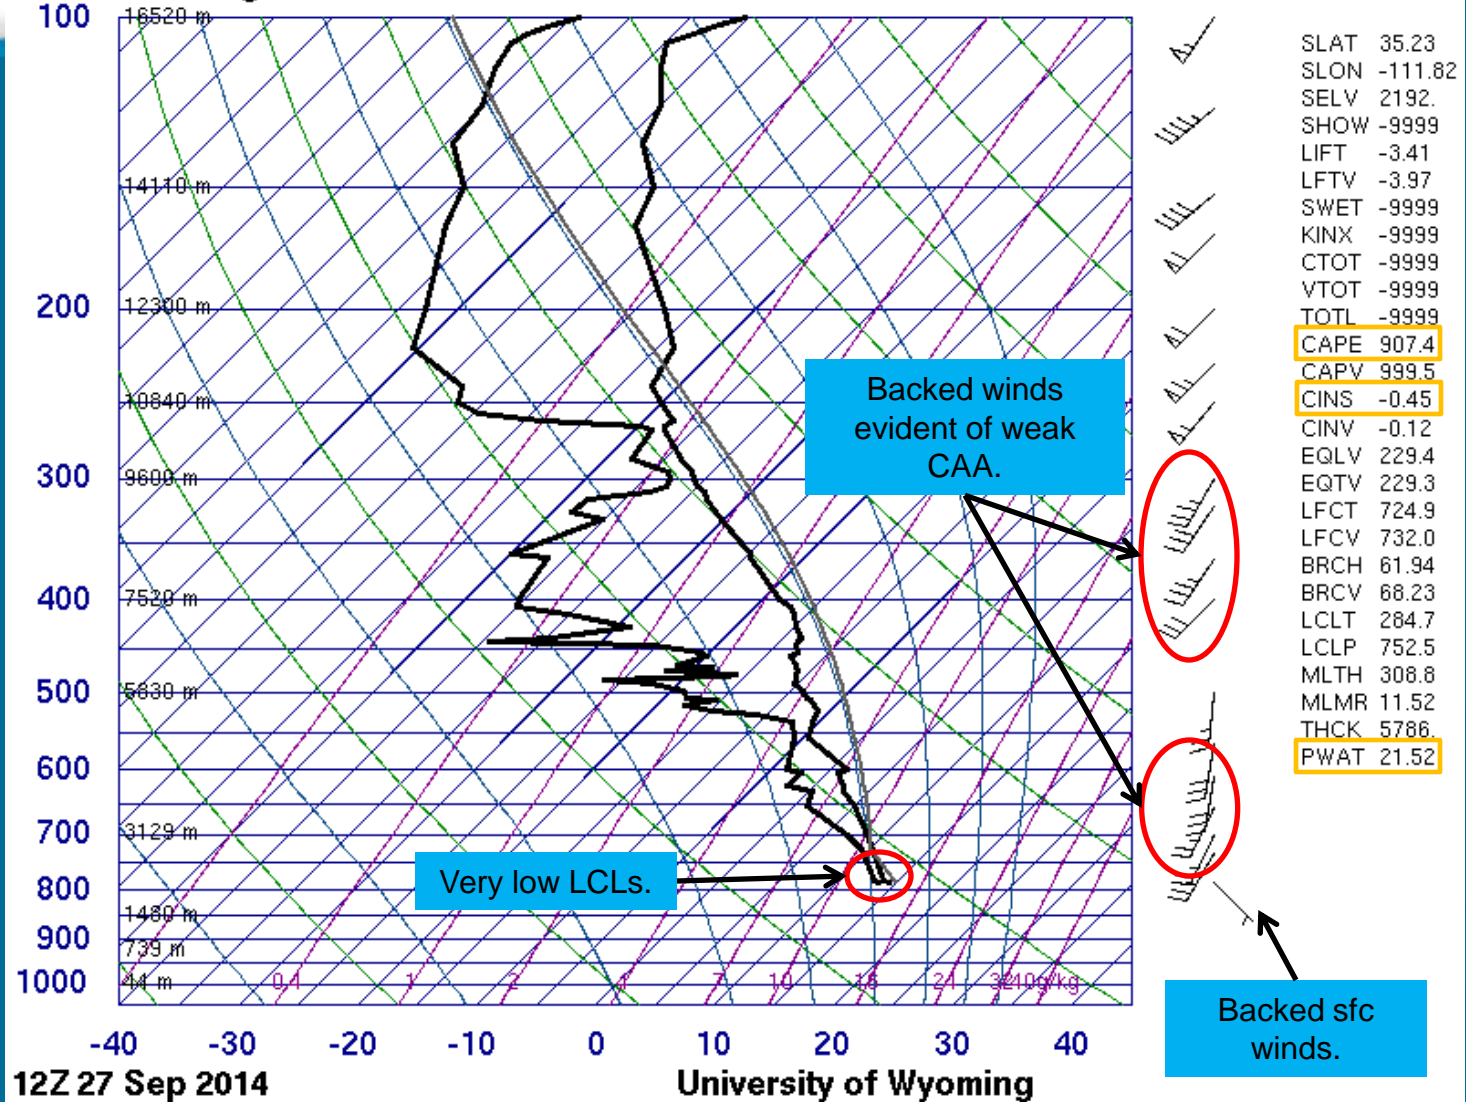 100
16520 m
14110 m
200
12300 m
10840 m
300
9600 m
400
7520 m
500
5830 m
600
700
3129 m
800
1480 m
900
739 m
1000
44 m
0.4
1
2
4
7
10
16
24
32
40g/kg
-40
-30
-20
-10
0
10
20
30
40
12Z 27 Sep 2014
University of Wyoming
Backed winds
evident of weak
CAA.
Very low LCLs.
Backed sfc
winds.
SLAT 35.23
SLON -111.82
SELV 2192.
SHOW -9999
LIFT -3.41
LFTV -3.97
SWET -9999
KINX -9999
CTOT -9999
VTOT -9999
TOTL -9999
CAPE 907.4
CAPV 999.5
CINS -0.45
CINV -0.12
EQLV 229.4
EQTV 229.3
LFCT 724.9
LFCV 732.0
BRCH 61.94
BRCV 68.23
LCLT 284.7
LCLP 752.5
MLTH 308.8
MLMR 11.52
THCK 5786.
PWAT 21.52